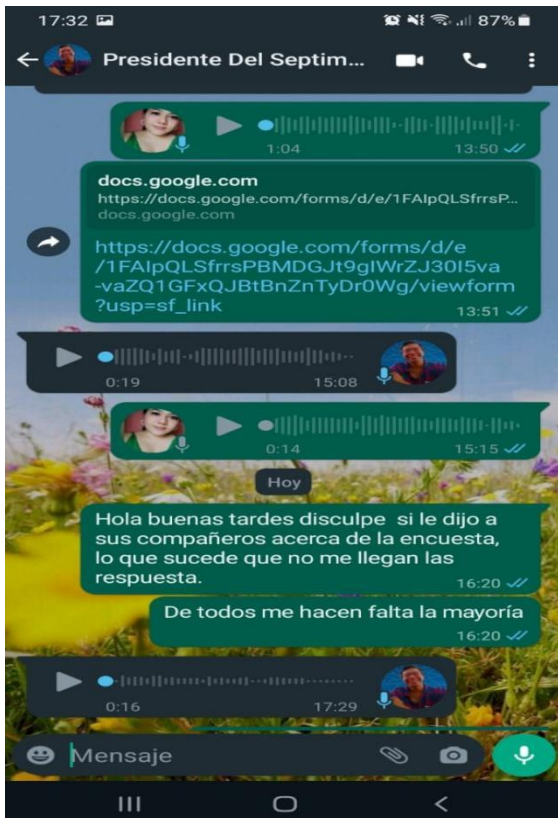 17:32 87%
Presidente Del Septim...
1:04 13:50
docs.google.com
https://docs.google.com/forms/d/e/1FAIpQLSfrrsP...
docs.google.com
https://docs.google.com/forms/d/e
/1FAIpQLSfrrsPBMDGJt9gIWrZJ30I5va
-vaZQ1GFxQJBtBnZnTyDr0Wg/viewform
?usp=sf_link
13:51
0:19 15:08
0:14 15:15
Hoy
Hola buenas tardes disculpe si le dijo a
sus compañeros acerca de la encuesta,
lo que sucede que no me llegan las
respuesta.
16:20
De todos me hacen falta la mayoría
16:20
0:16 17:29
Mensaje